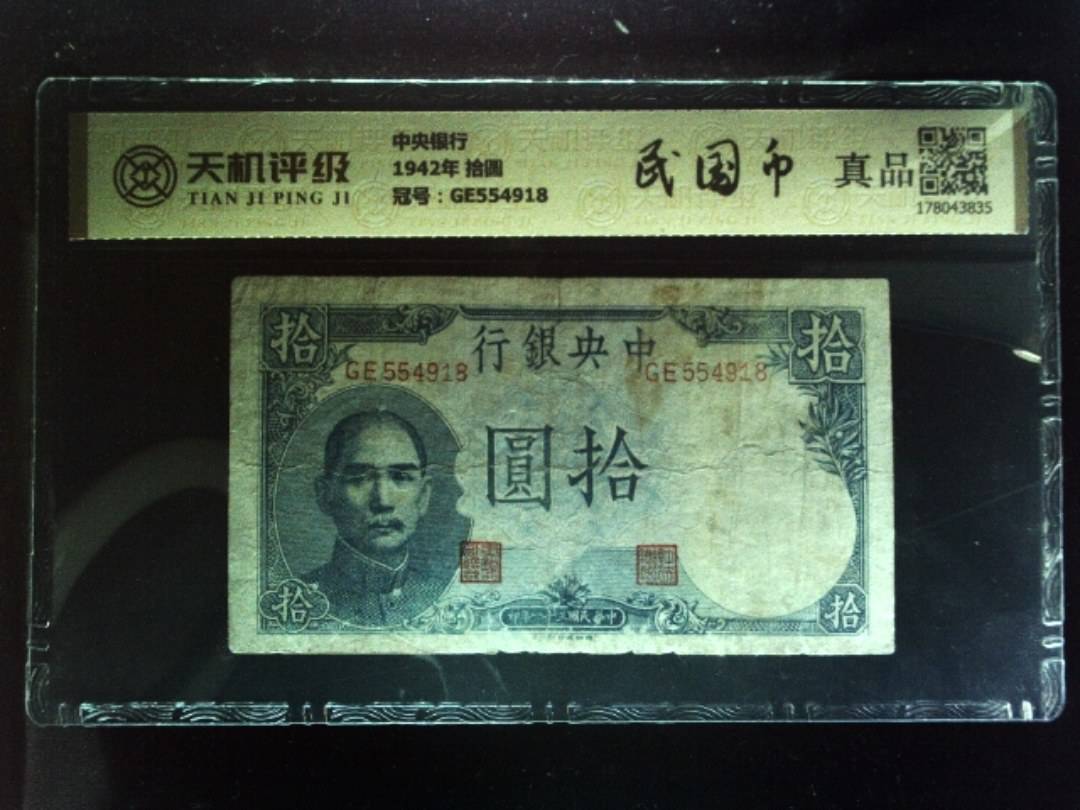 天机评级
TIAN JI PING JI
中央银行
1942年 拾圓
冠号：GE554918
民国币
真品
178043835
拾
行銀央中
拾
GE554918
GE554918
圓拾
拾
拾